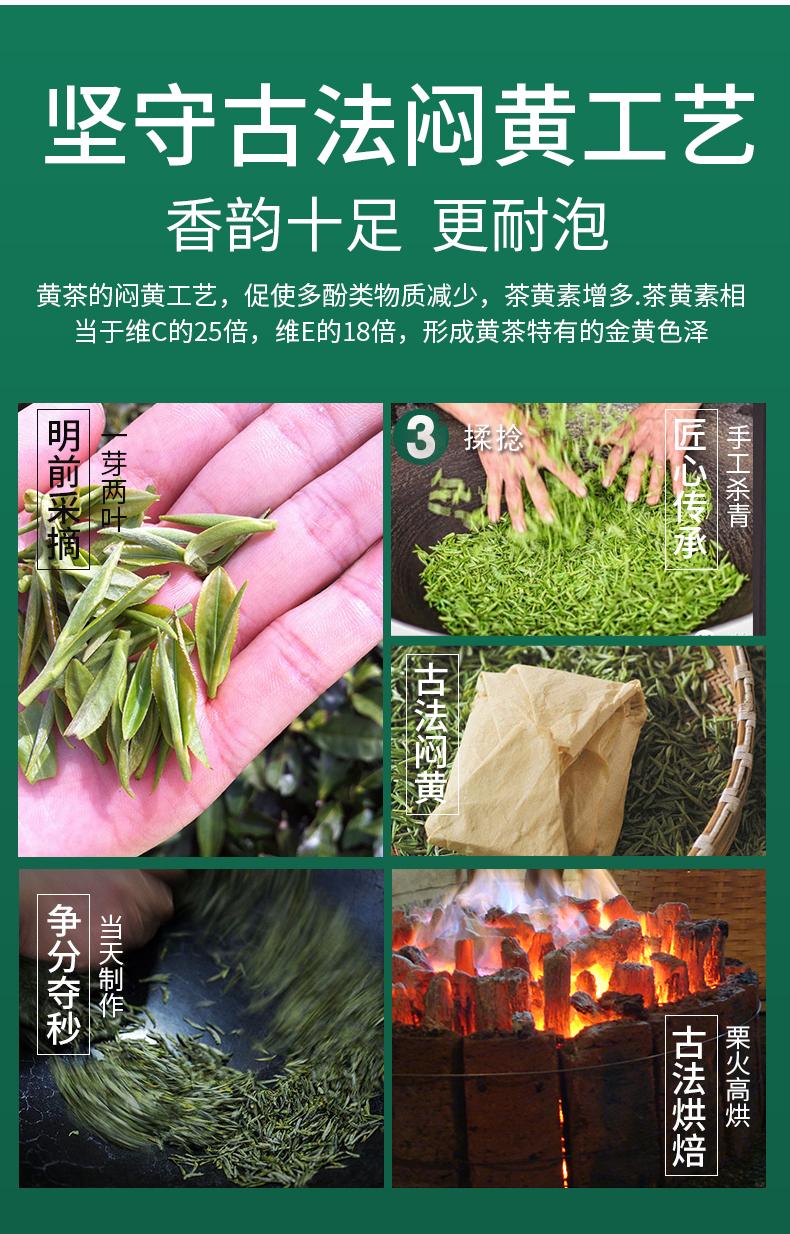 坚守古法闷黄工艺
香韵十足 更耐泡
黄茶的闷黄工艺，促使多酚类物质减少，茶黄素增多.茶黄素相
当于维C的25倍，维E的18倍，形成黄茶特有的金黄色泽
明前采摘
一芽两叶
3 揉捻
匠心传承
手工杀青
古法闷黄
争分夺秒
当天制作
古法烘焙
栗火高烘